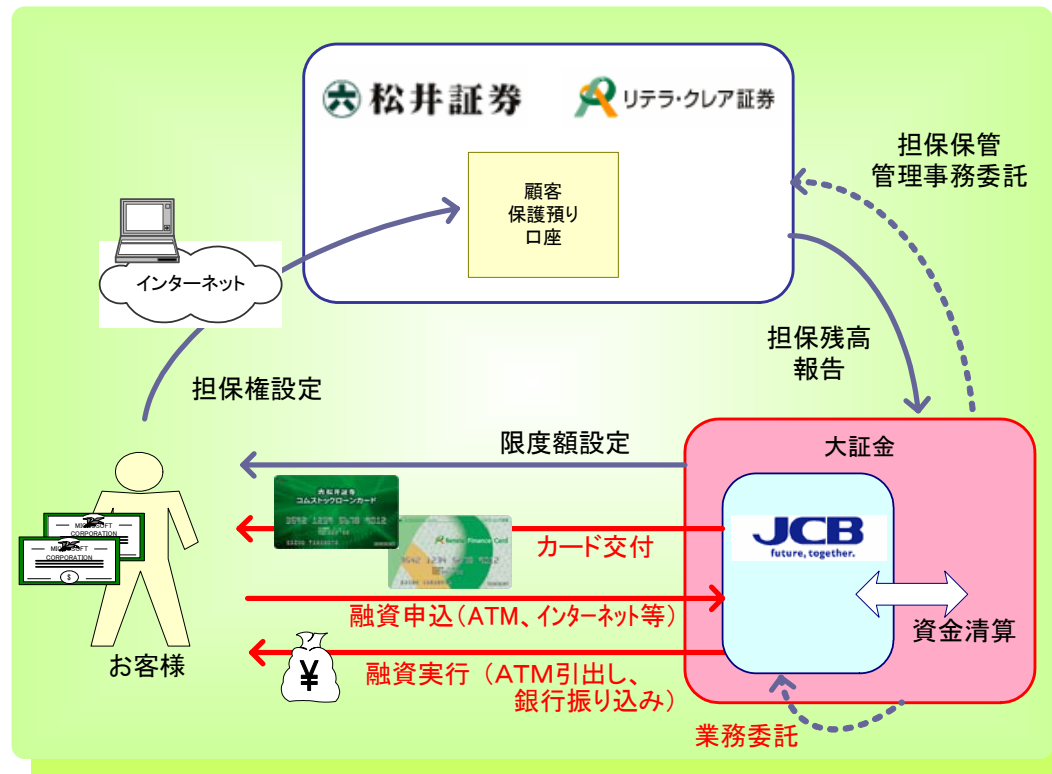 松井証券
リテラ・クレア証券
顧客
保護預り
口座
担保保管
管理事務委託
インターネット
担保残高
報告
担保権設定
限度額設定
大証金
松井証券
コムストックローンカード
JCB
future, together.
カード交付
MICROSOFT
CORPORATION
CORPORATION
$
融資申込(ATM、インターネット等)
資金清算
お客様
¥
融資実行 (ATM引出し、
銀行振り込み)
業務委託